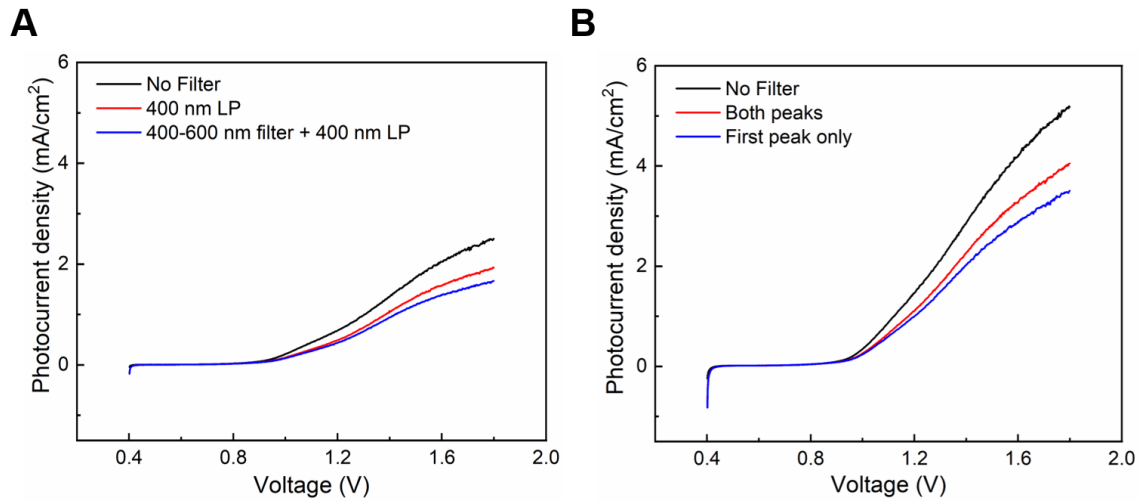 A
6
4
2
0
Photocurrent density (mA/cm²)
No Filter
400 nm LP
400-600 nm filter + 400 nm LP
0.4
0.8
1.2
1.6
2.0
Voltage (V)
B
6
4
2
0
Photocurrent density (mA/cm²)
No Filter
Both peaks
First peak only
0.4
0.8
1.2
1.6
2.0
Voltage (V)